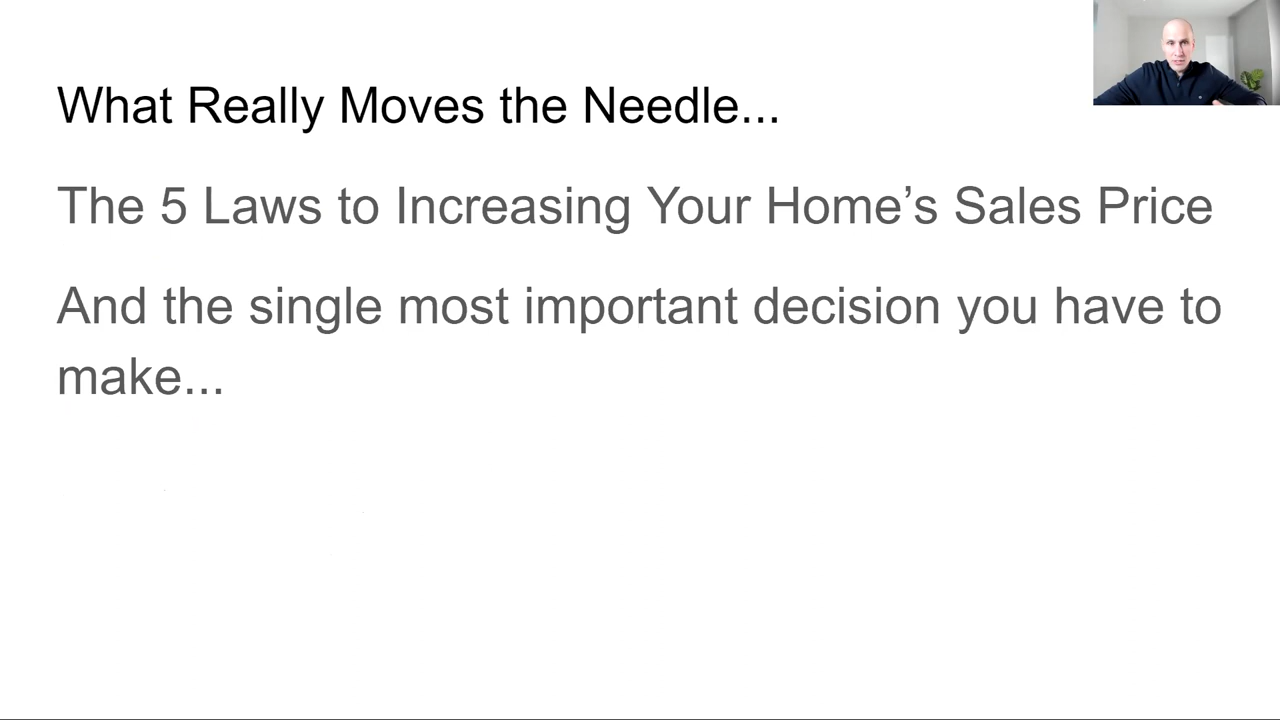 What Really Moves the Needle...
The 5 Laws to Increasing Your Home’s Sales Price
And the single most important decision you have to
make...